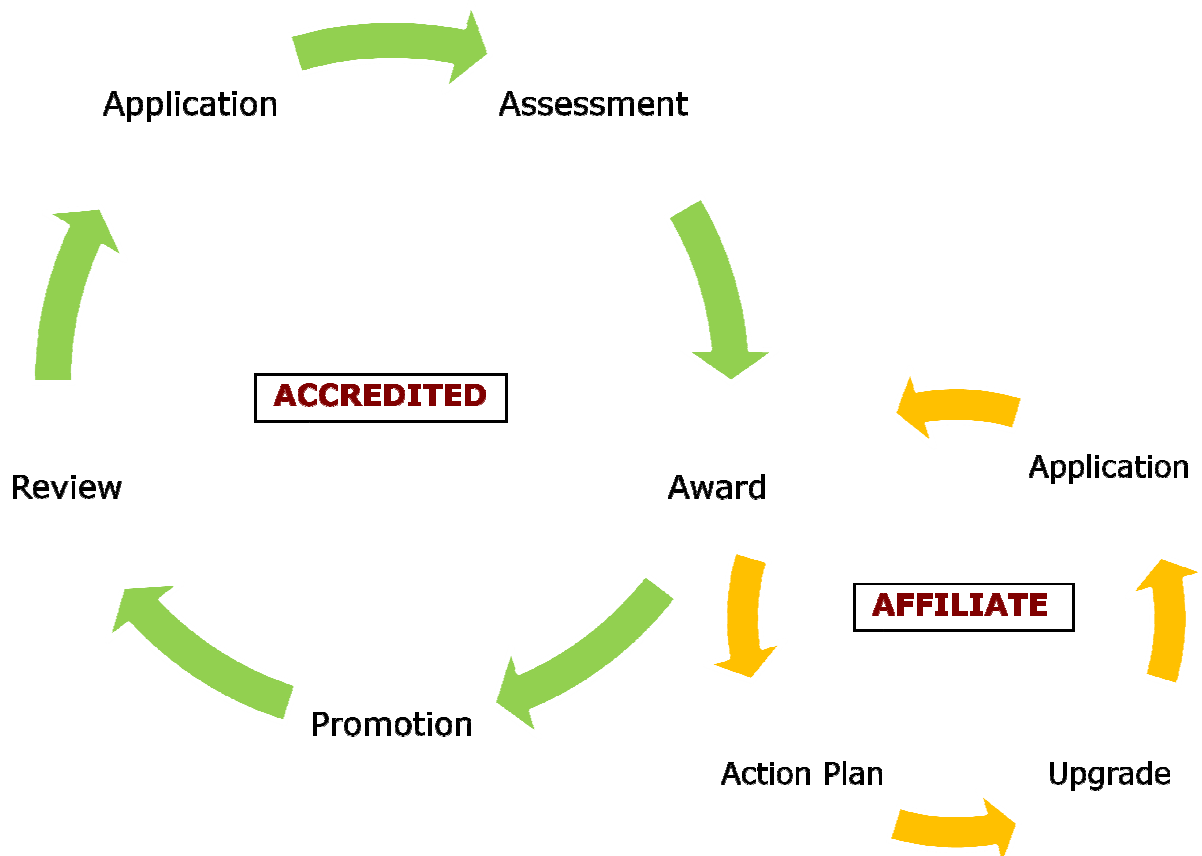 Application
Assessment
ACCREDITED
Application
Review
Award
AFFILIATE
Promotion
Action Plan
Upgrade